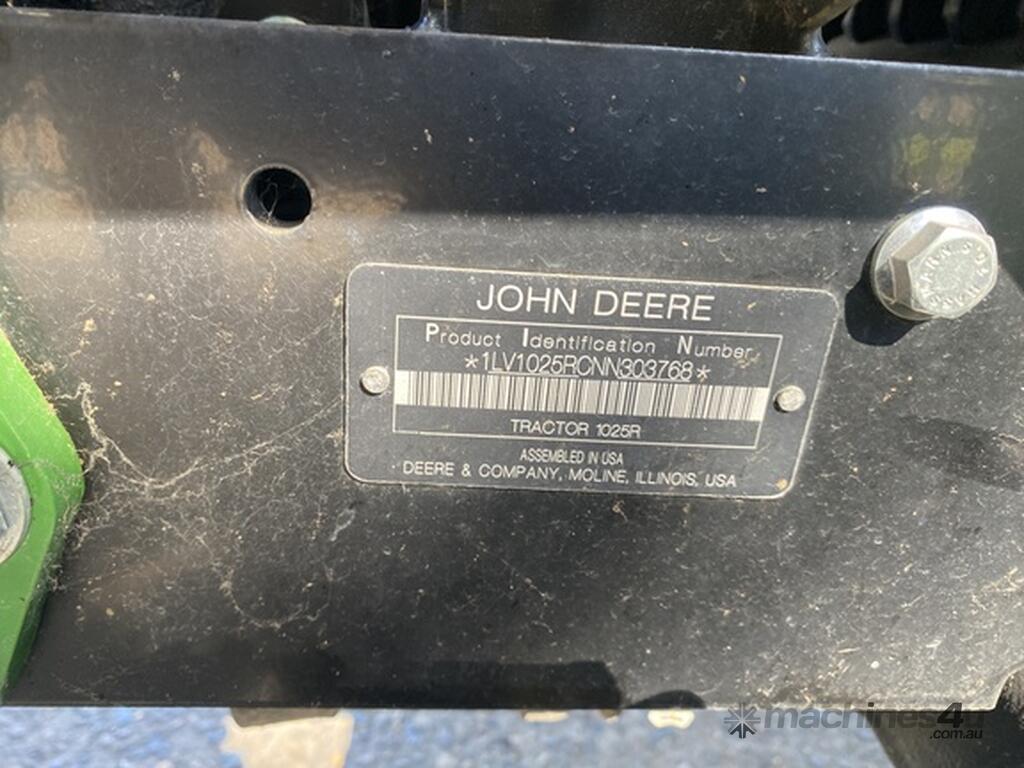 JOHN DEERE
Product Identification Number
*1LV1025RCNN303768*
TRACTOR 1025R
ASSEMBLED IN USA
DEERE & COMPANY, MOLINE, ILLINOIS, USA
machines4u
.com.au